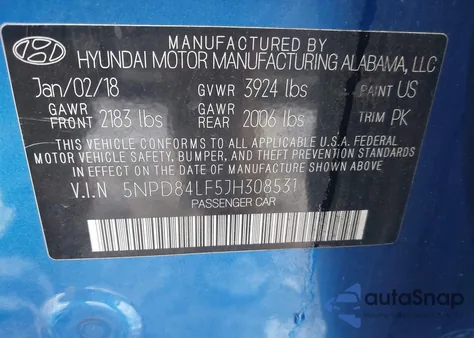 MANUFACTURED BY
HYUNDAI MOTOR MANUFACTURING ALABAMA, LLC
Jan/02/18 GVWR 3924 lbs PAINT US
GAWR FRONT 2183 lbs GAWR REAR 2006 lbs TRIM PK
THIS VEHICLE CONFORMS TO ALL APPLICABLE U.S.A. FEDERAL
MOTOR VEHICLE SAFETY, BUMPER, AND THEFT PREVENTION STANDARDS
IN EFFECT ON THE DATE OF MANUFACTURE SHOWN ABOVE.
V.I.N 5NPD84LF5JH308531
PASSENGER CAR
autoSnap